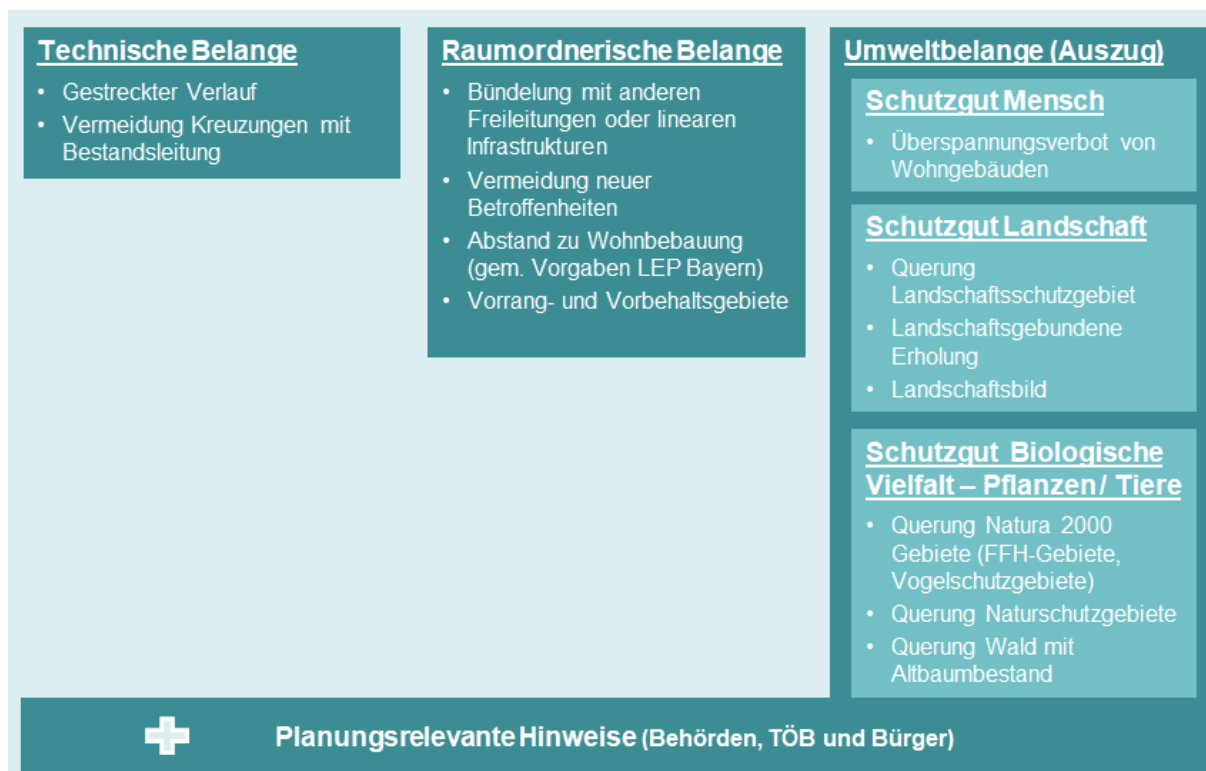 Technische Belange
• Gestreckter Verlauf
• Vermeidung Kreuzungen mit
Bestandsleitung
Raumordnerische Belange
• Bündelung mit anderen
Freileitungen oder linearen
Infrastrukturen
• Vermeidung neuer
Betroffenheiten
• Abstand zu Wohnbebauung
(gem. Vorgaben LEP Bayern)
• Vorrang- und Vorbehaltsgebiete
Umweltbelange (Auszug)
Schutzgut Mensch
• Überspannungsverbot von
Wohngebäuden
Schutzgut Landschaft
• Querung
Landschaftsschutzgebiet
• Landschaftsgebundene
Erholung
• Landschaftsbild
Schutzgut Biologische
Vielfalt – Pflanzen / Tiere
• Querung Natura 2000
Gebiete (FFH-Gebiete,
Vogelschutzgebiete)
• Querung Naturschutzgebiete
• Querung Wald mit
Altbaumbestand
Planungsrelevante Hinweise (Behörden, TÖB und Bürger)